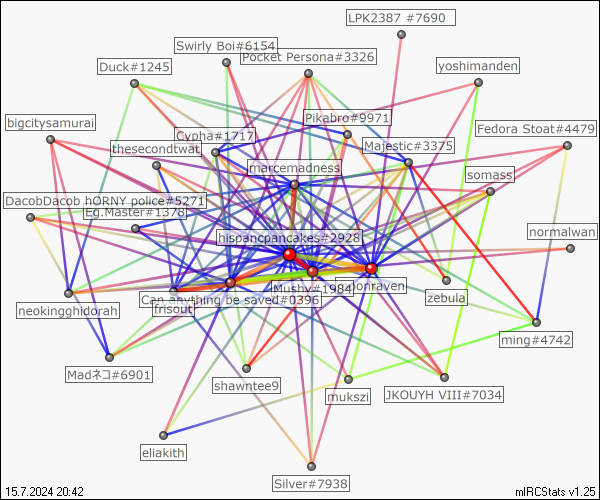 LPK2387 #7690
Swirly Boi#6154
Pocket Persona#3326
Duck#1245
yoshimanden
bigcitysamurai
Pikabro#9971
Fedora Stoat#4479
Cypha#1717
thesecondtwat
Majestic#3375
marcemadness
somass
DacobDacob hORNY police#5271
Eg.Master#1378
normalwan
hispancpancakes#2928
Mushy#1984
Can anything be saved#0396
zebula
neokingghidorah
frisout
ming#4742
Madネコ#6901
shawntee9
mukszi
JKOUYH VIII#7034
eliakith
Silver#7938
15.7.2024 20:42
mIRCStats v1.25